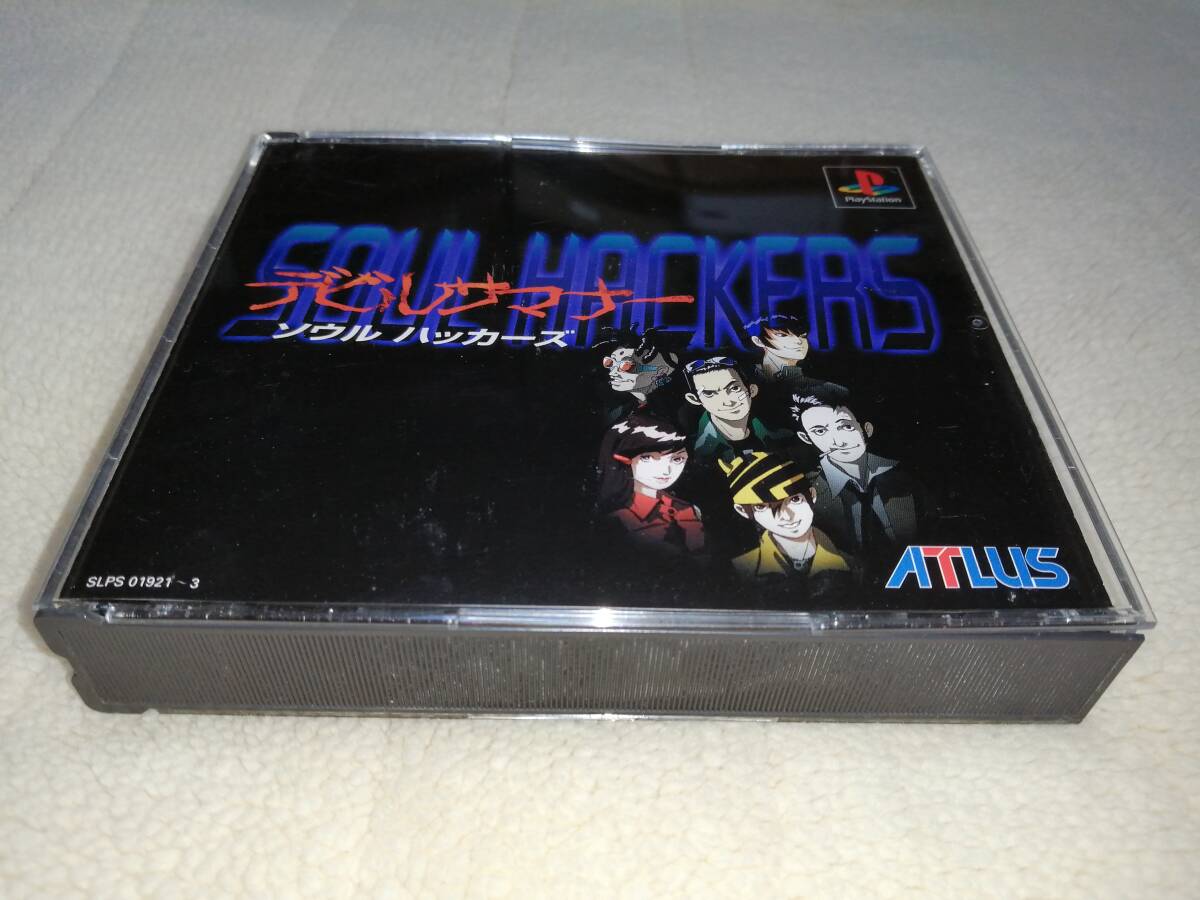 PlayStation
SOUL HACKERS
デビルサマナー
ソウル ハッカーズ
SLPS 01921~3
ATLUS